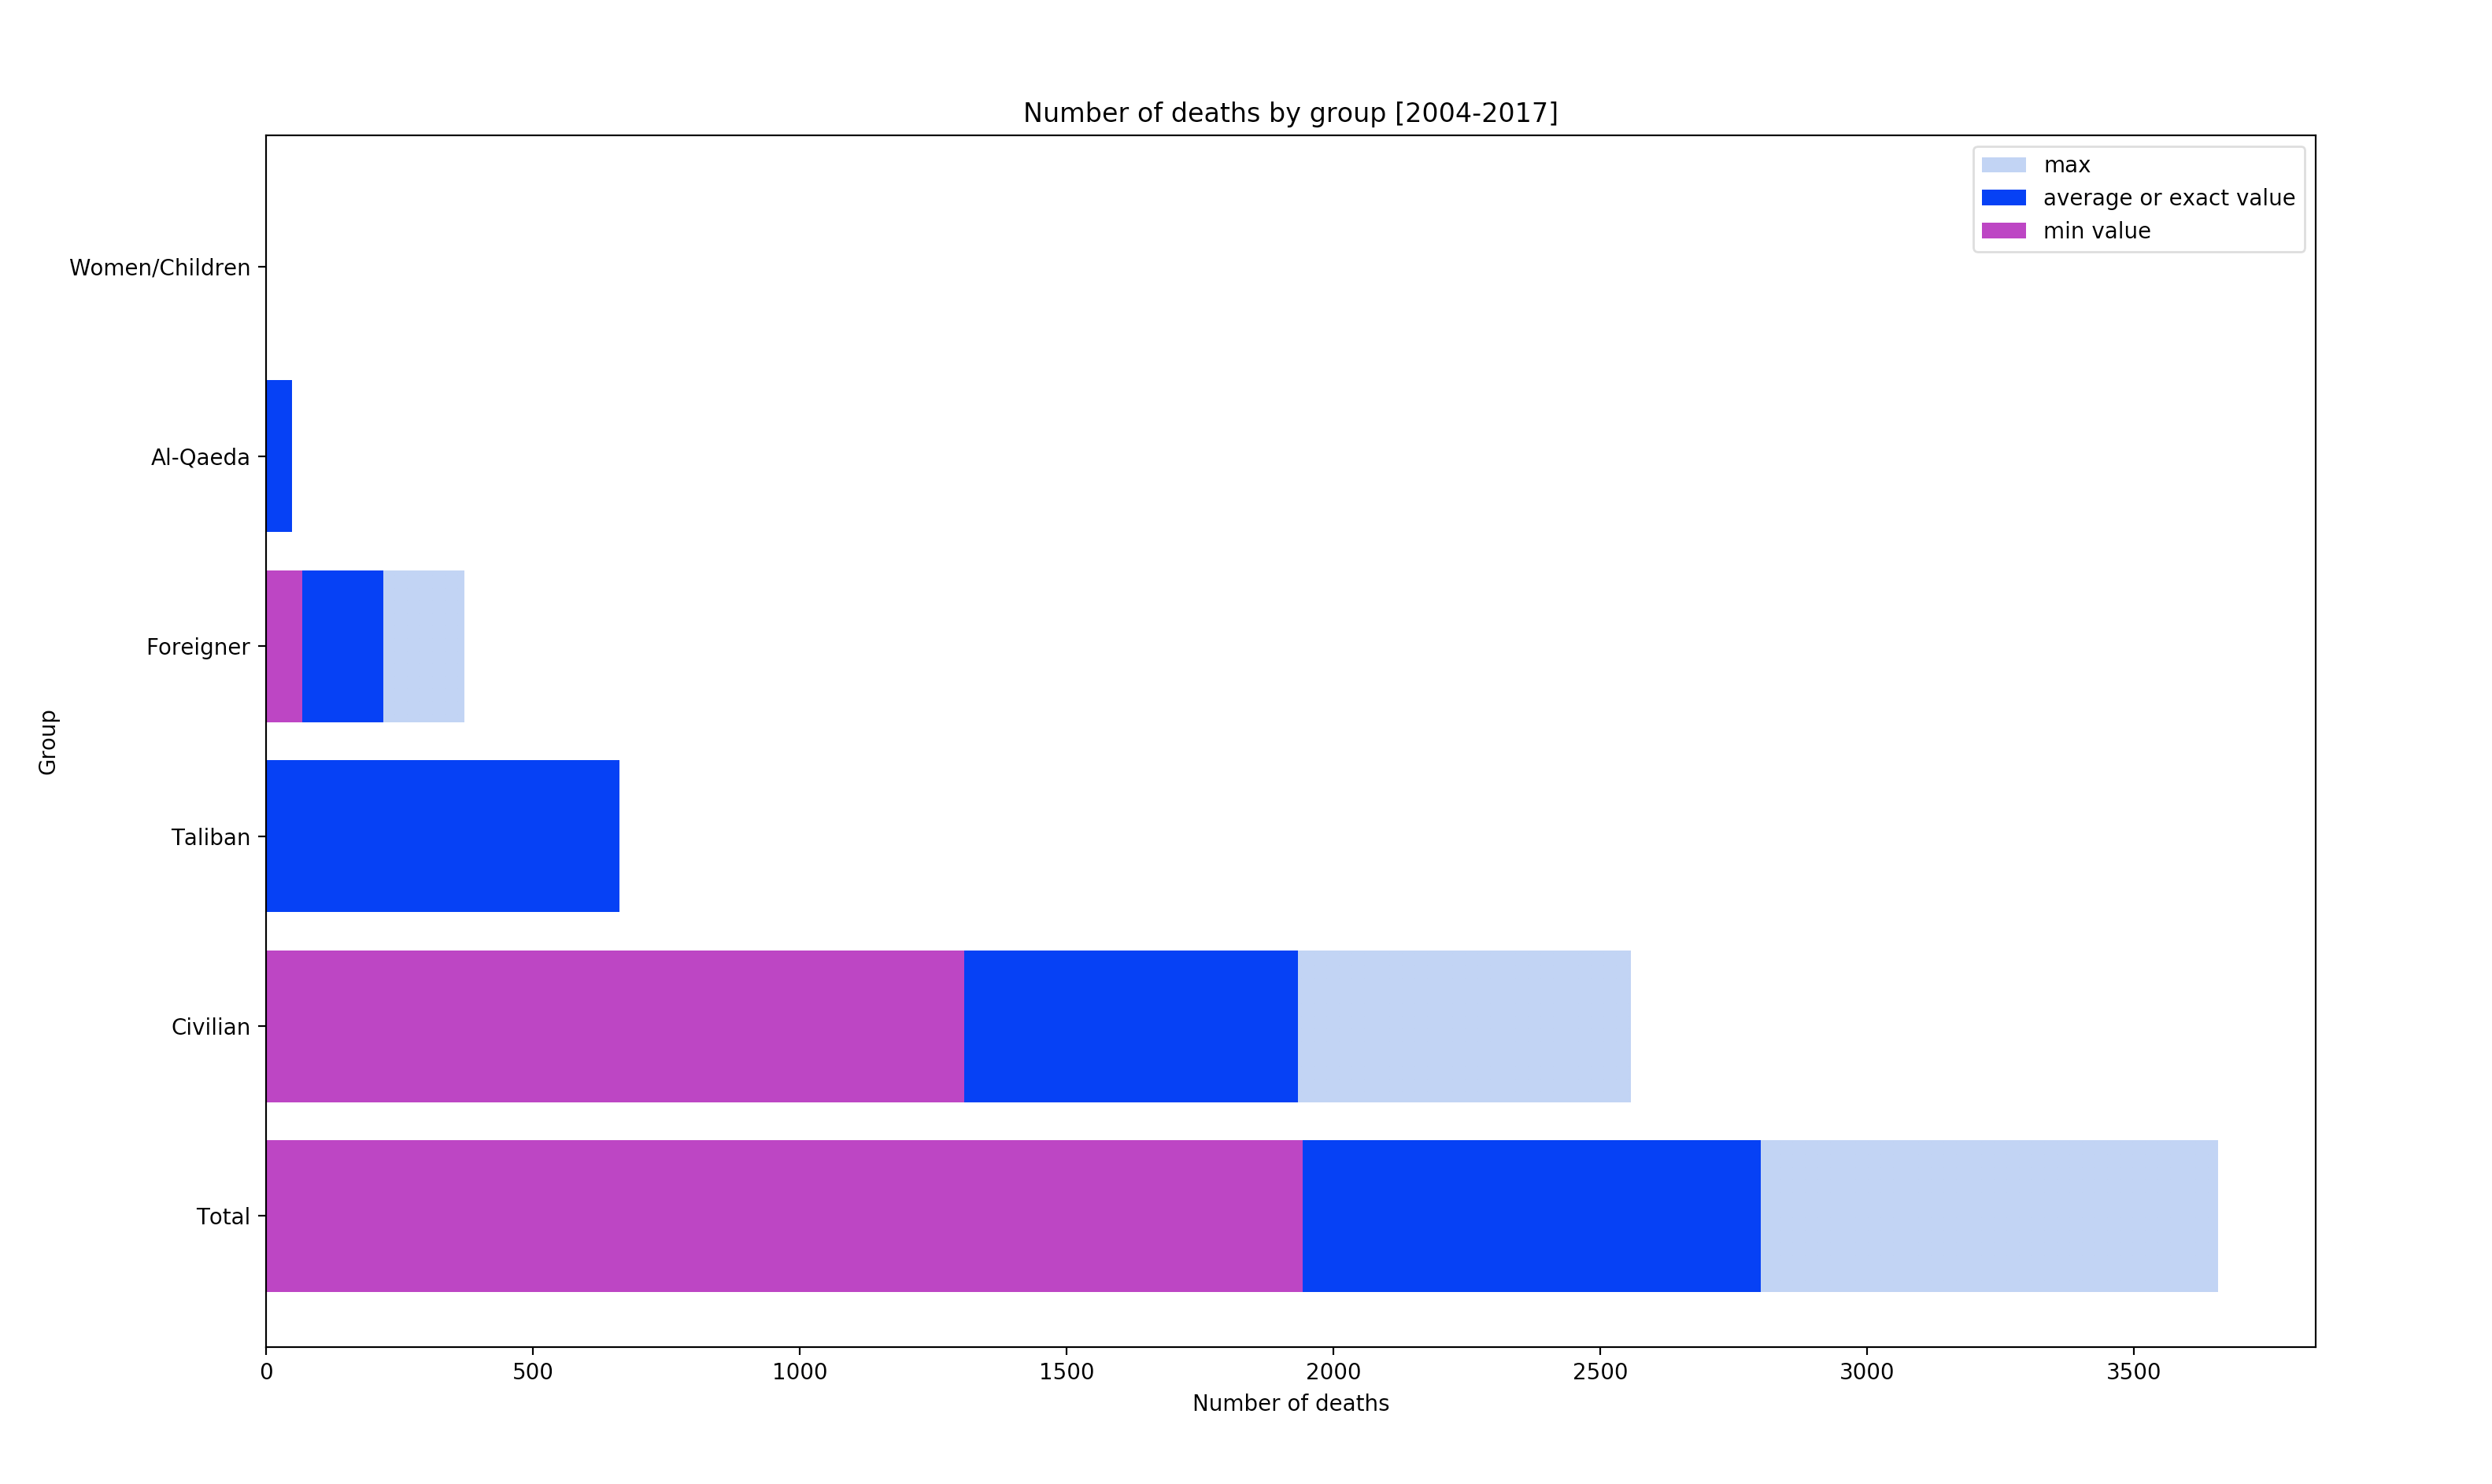 Number of deaths by group [2004-2017]
max
average or exact value
min value
Women/Children
Al-Qaeda
Foreigner
Taliban
Civilian
Total
Group
0 500 1000 1500 2000 2500 3000 3500
Number of deaths